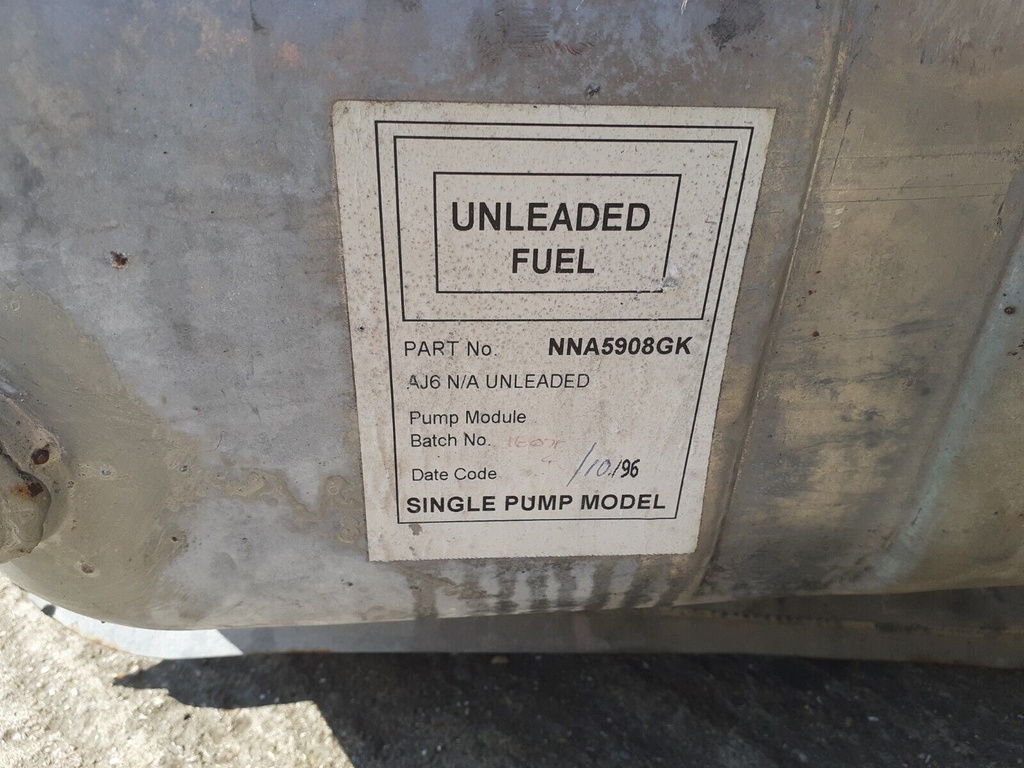 UNLEADED
FUEL
PART No. NNA5908GK
AJ6 N/A UNLEADED
Pump Module
Batch No.
Date Code /10/96
SINGLE PUMP MODEL